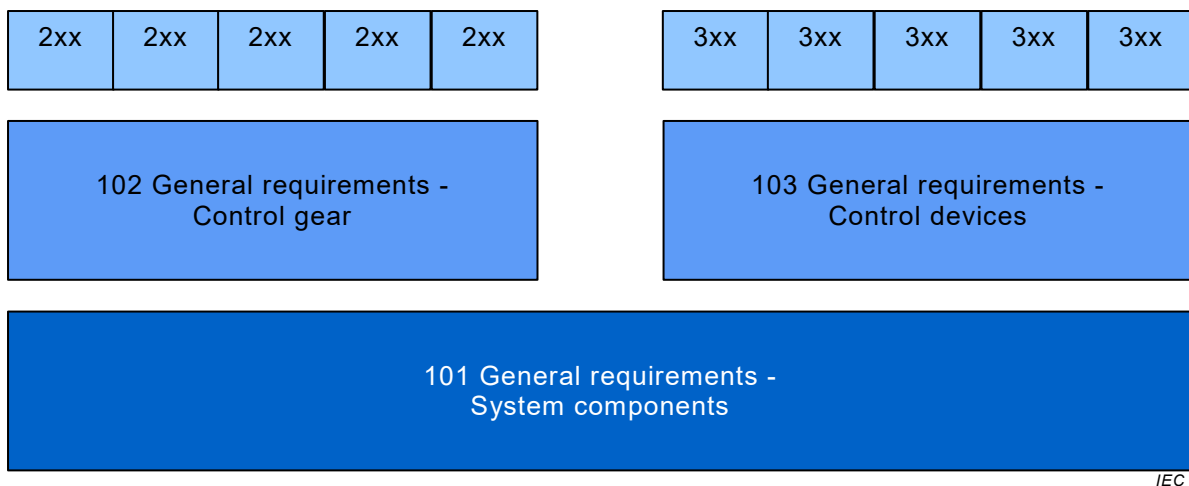 2xx 2xx 2xx 2xx 2xx 3xx 3xx 3xx 3xx 3xx
102 General requirements -
Control gear
103 General requirements -
Control devices
101 General requirements -
System components
IEC